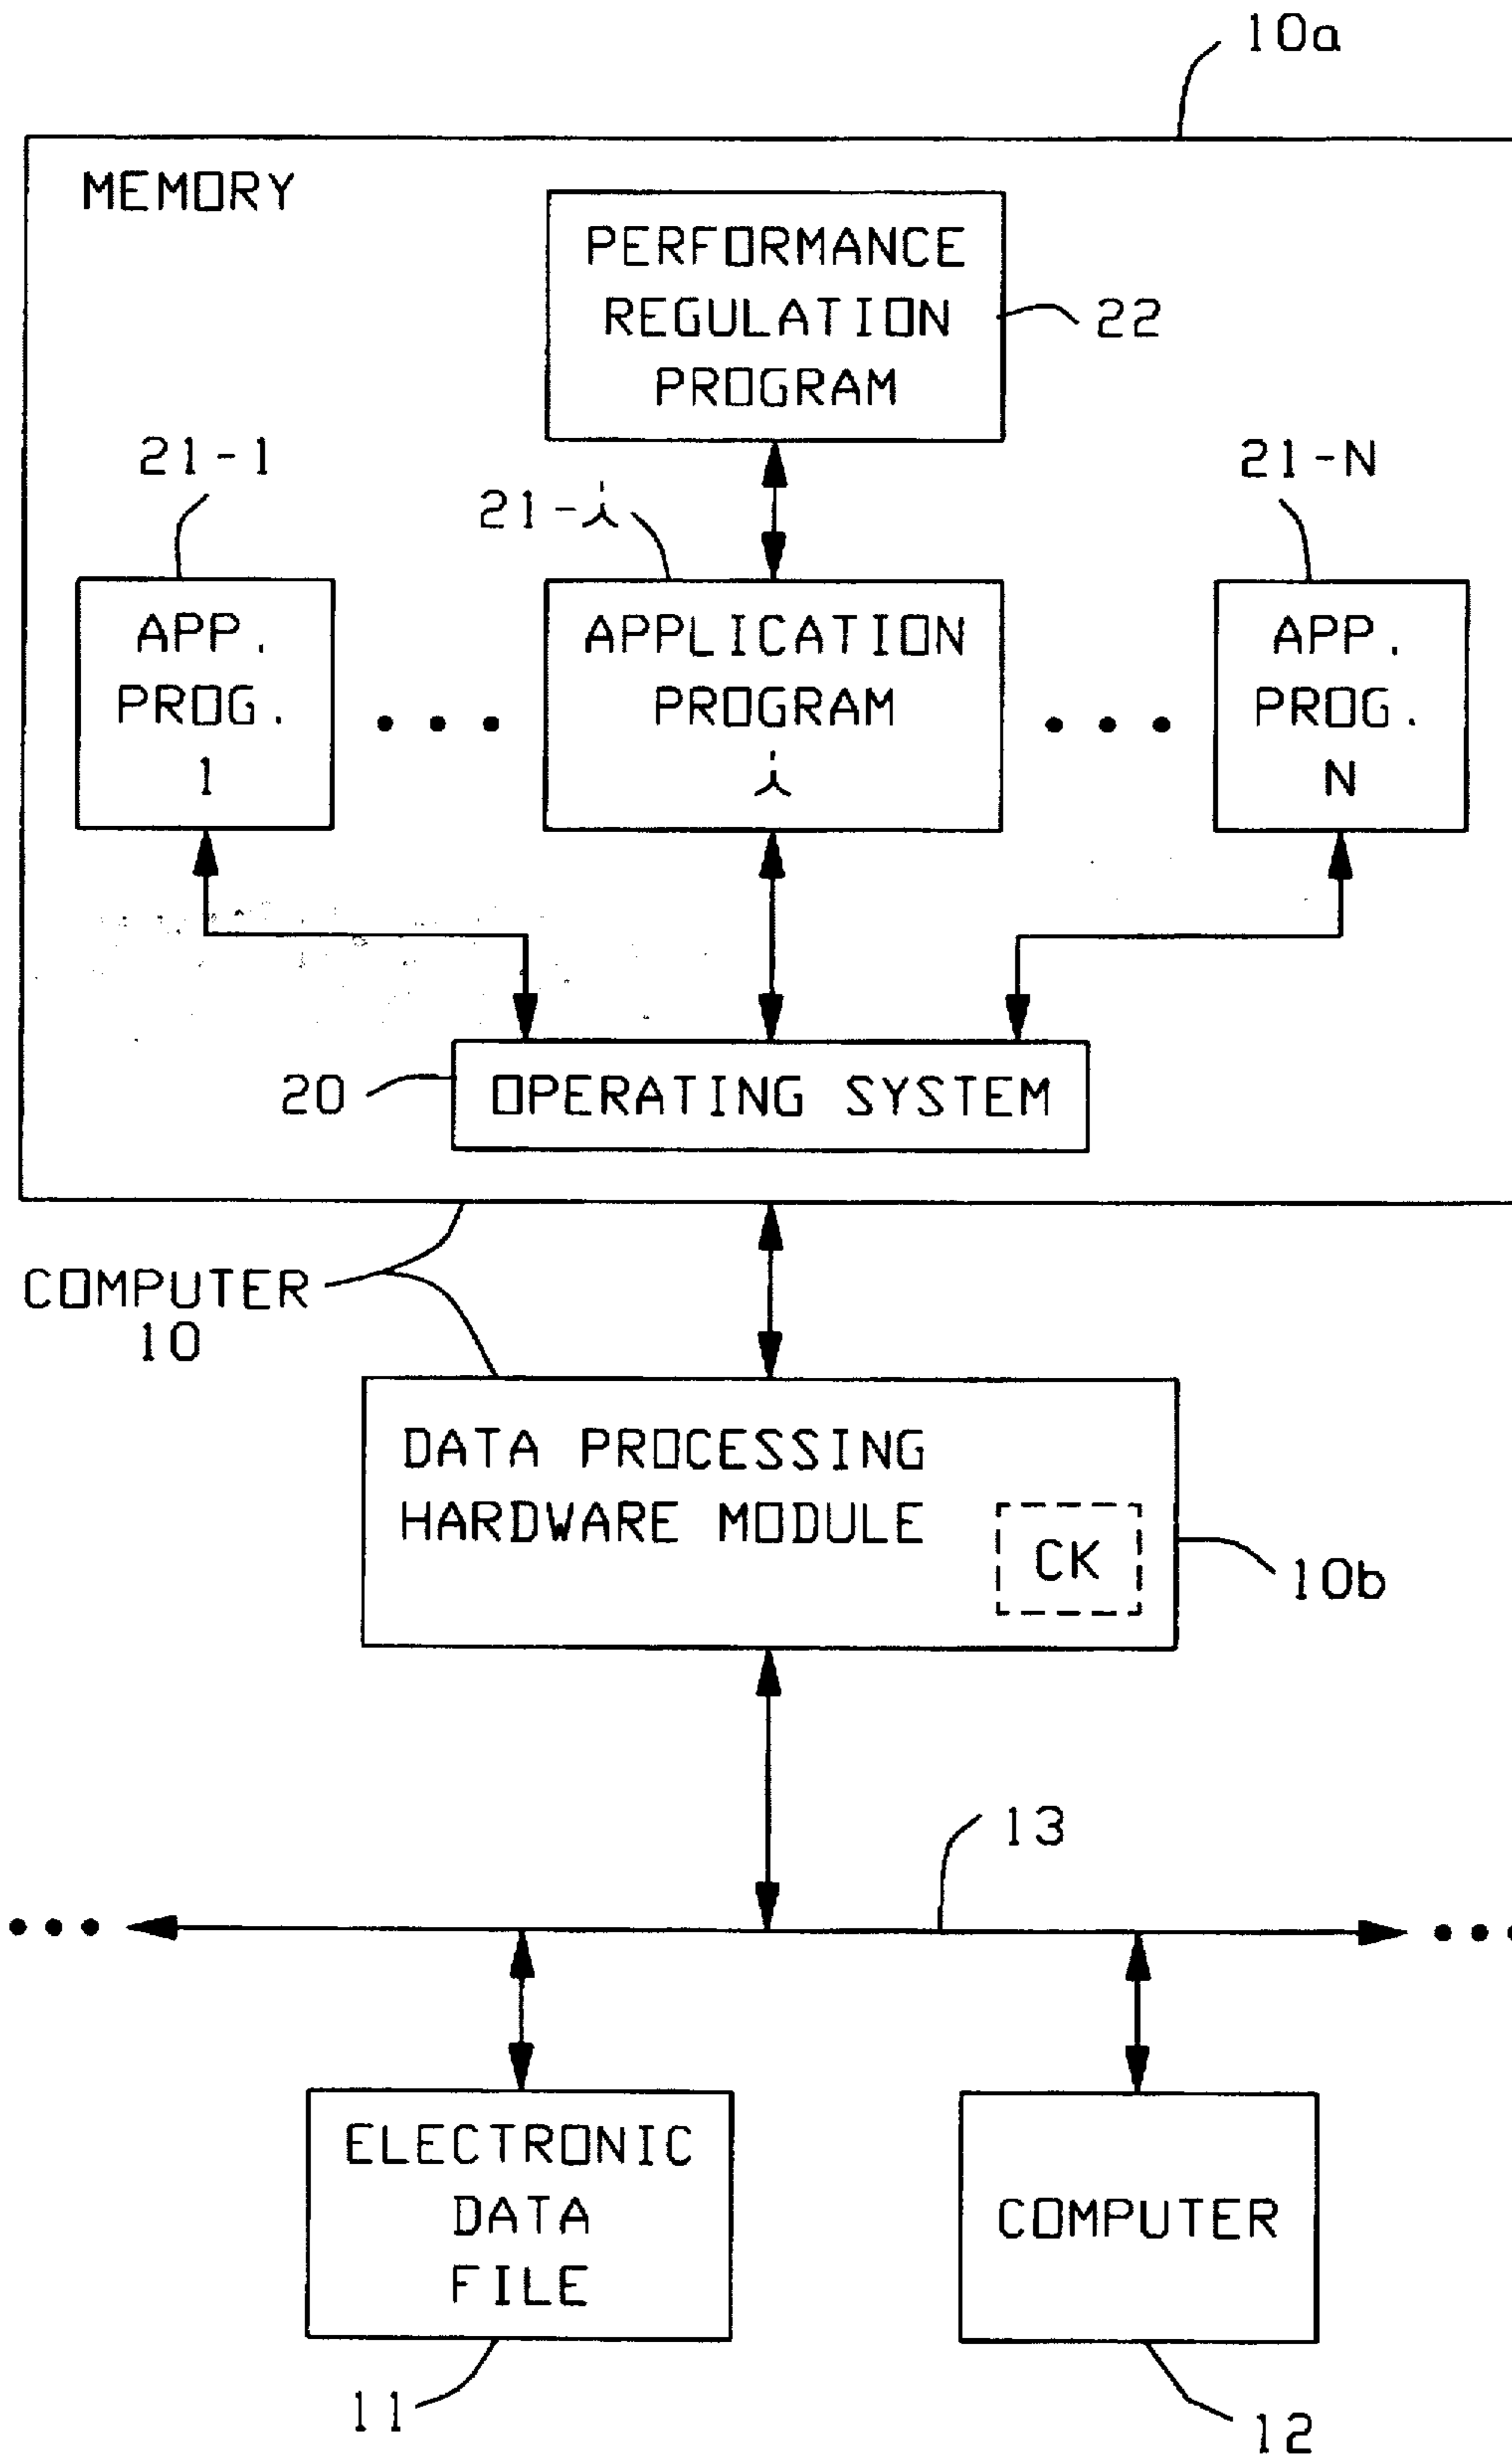 10a
MEMORY
PERFORMANCE
REGULATION
PROGRAM
22
21-1
21-i
21-N
APP.
PROG.
1
APPLICATION
PROGRAM
i
APP.
PROG.
N
20
OPERATING SYSTEM
COMPUTER
10
DATA PROCESSING
HARDWARE MODULE
CK
10b
13
ELECTRONIC
DATA
FILE
COMPUTER
11
12